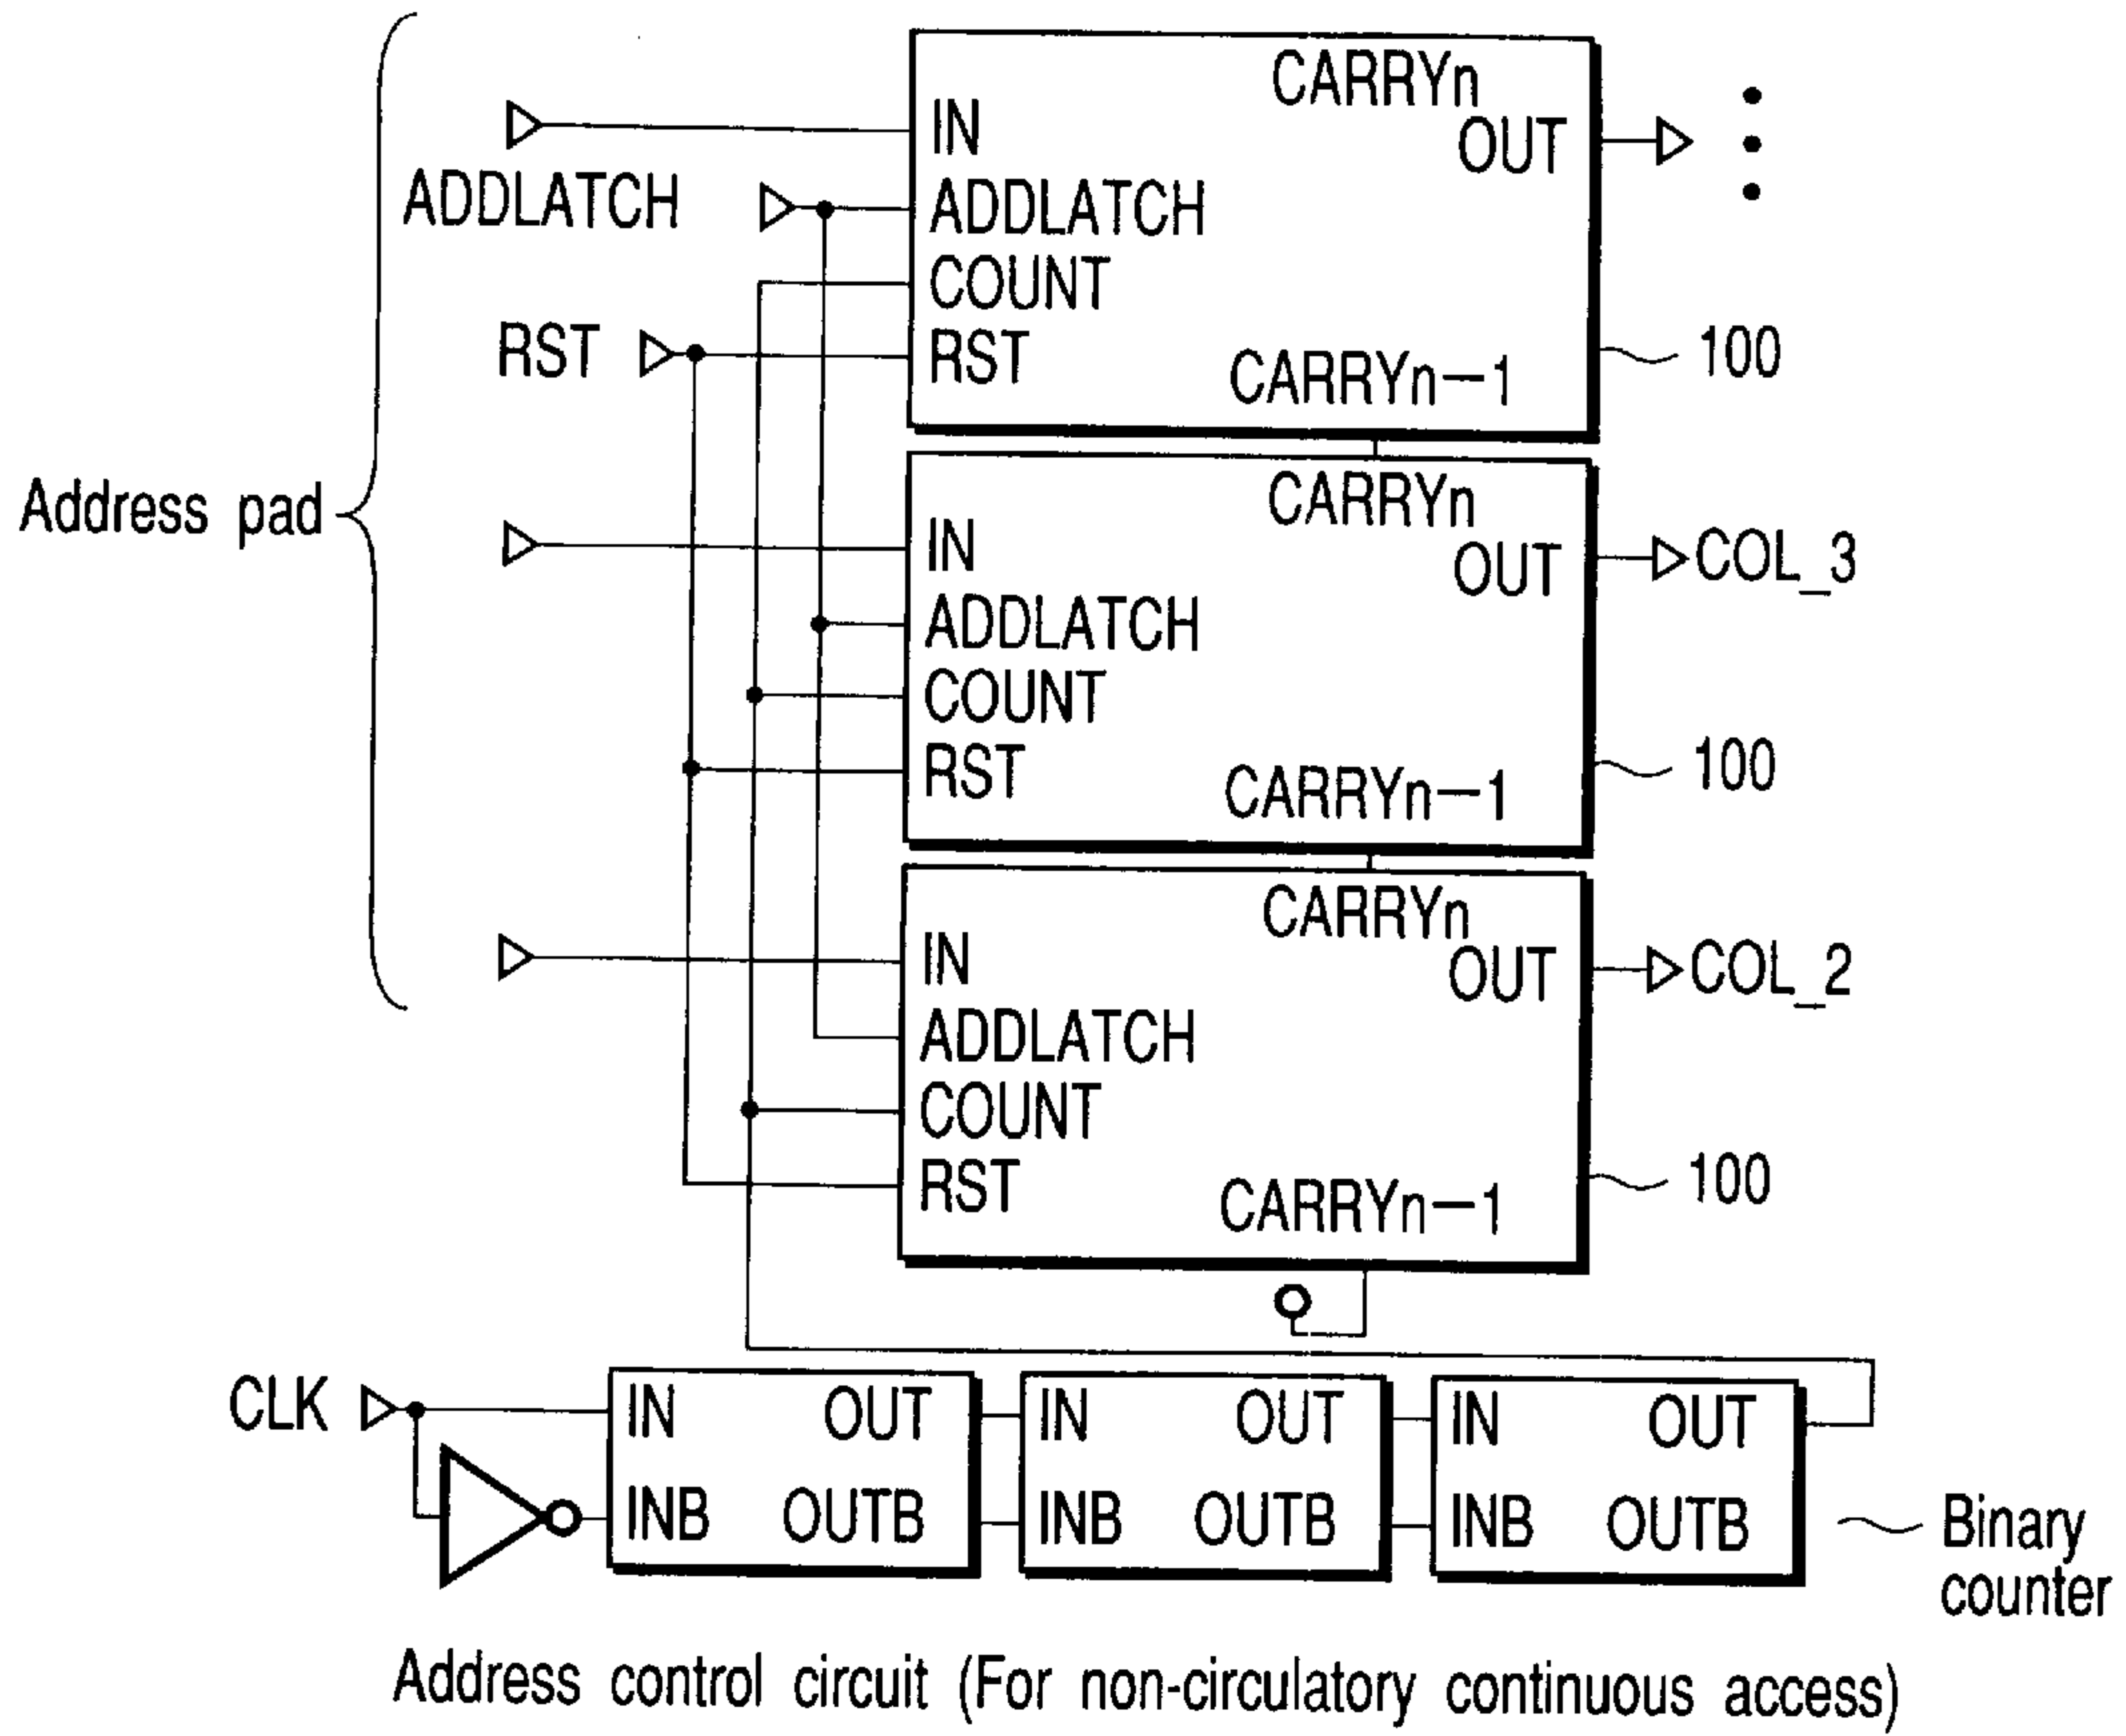 CARRYn
IN
OUT
ADDLATCH
ADDLATCH
COUNT
RST
RST
CARRYn−1
100
Address pad
CARRYn
IN
OUT
COL_3
ADDLATCH
COUNT
RST
CARRYn−1
100
CARRYn
IN
OUT
COL_2
ADDLATCH
COUNT
RST
CARRYn−1
100
CLK
IN OUT
IN OUT
IN OUT
INB OUTB
INB OUTB
INB OUTB
Binary
counter
Address control circuit (For non-circulatory continuous access)